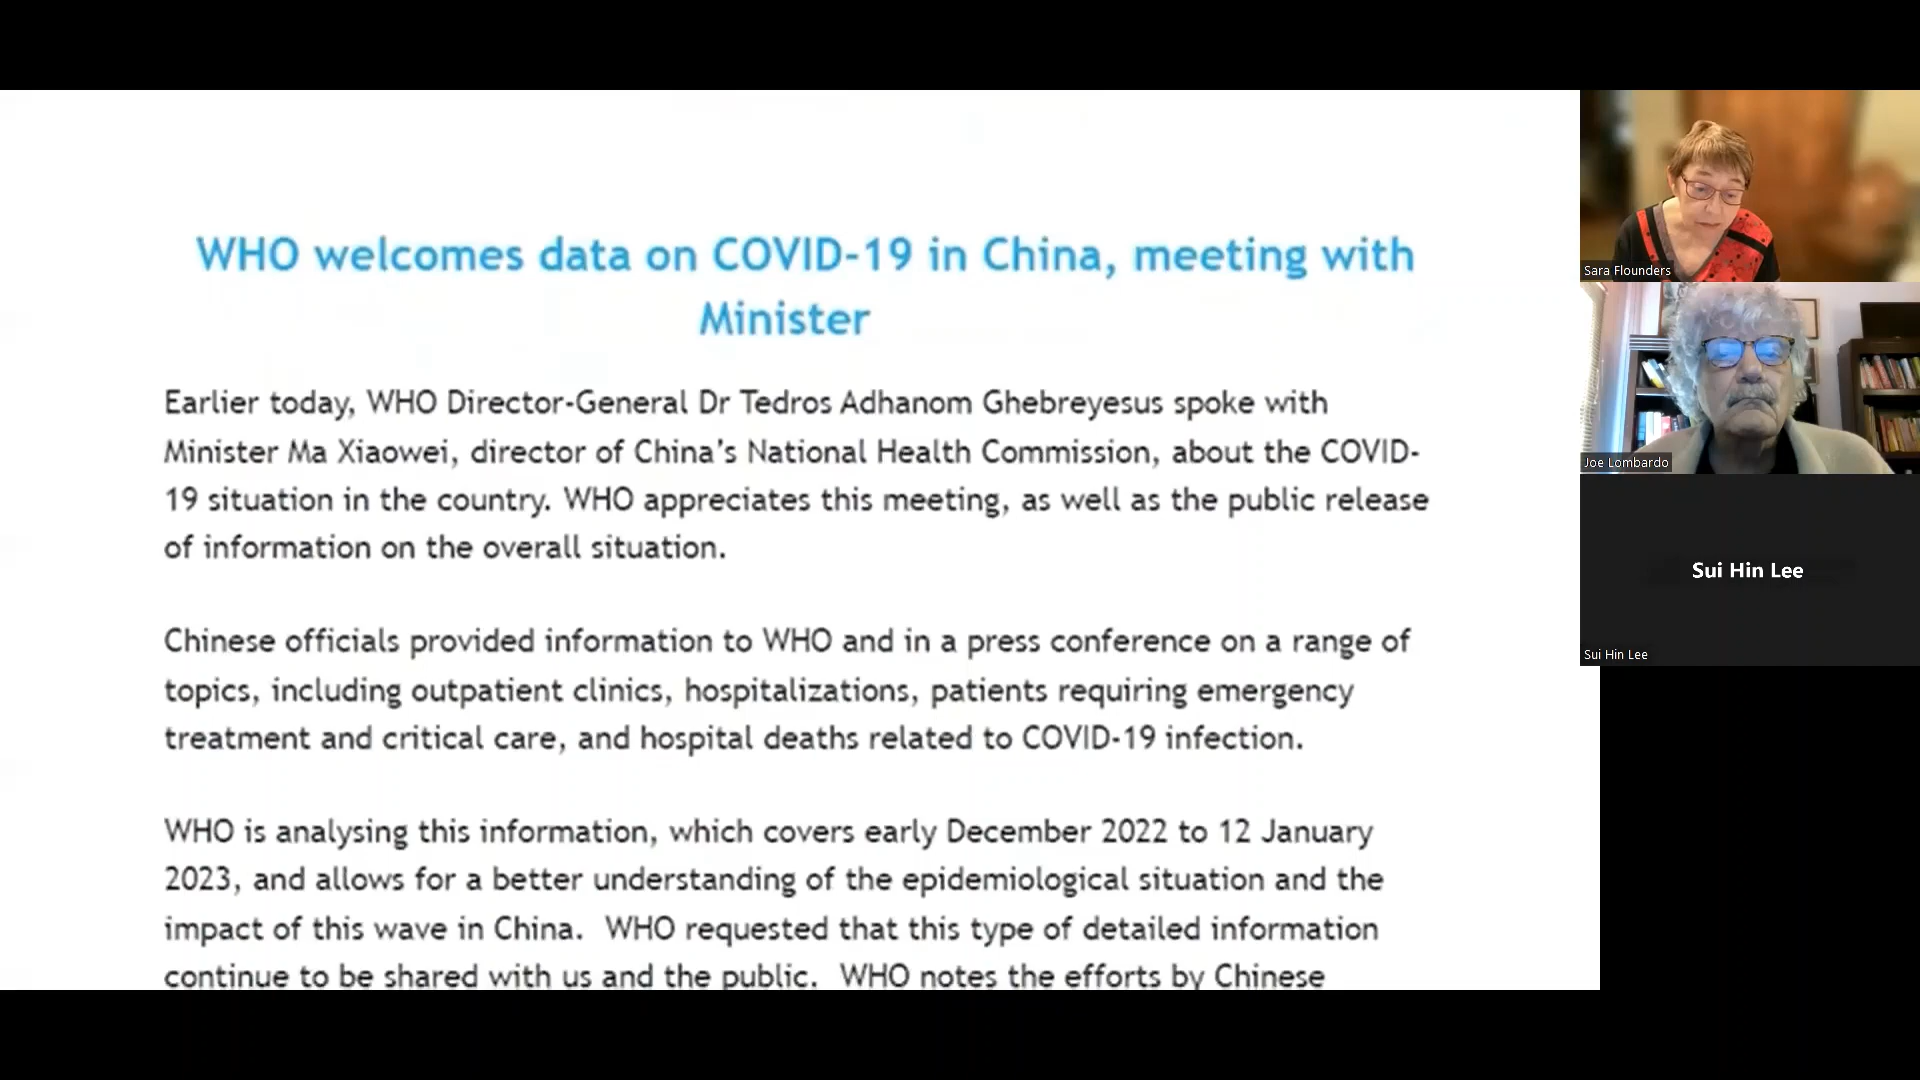 WHO welcomes data on COVID-19 in China, meeting with
Minister
Earlier today, WHO Director-General Dr Tedros Adhanom Ghebreyesus spoke with
Minister Ma Xiaowei, director of China's National Health Commission, about the COVID-
19 situation in the country. WHO appreciates this meeting, as well as the public release
of information on the overall situation.
Chinese officials provided information to WHO and in a press conference on a range of
topics, including outpatient clinics, hospitalizations, patients requiring emergency
treatment and critical care, and hospital deaths related to COVID-19 infection.
WHO is analysing this information, which covers early December 2022 to 12 January
2023, and allows for a better understanding of the epidemiological situation and the
impact of this wave in China.  WHO requested that this type of detailed information
continue to be shared with us and the public.  WHO notes the efforts by Chinese
Sara Flounders
Joe Lombardo
Sui Hin Lee
Sui Hin Lee